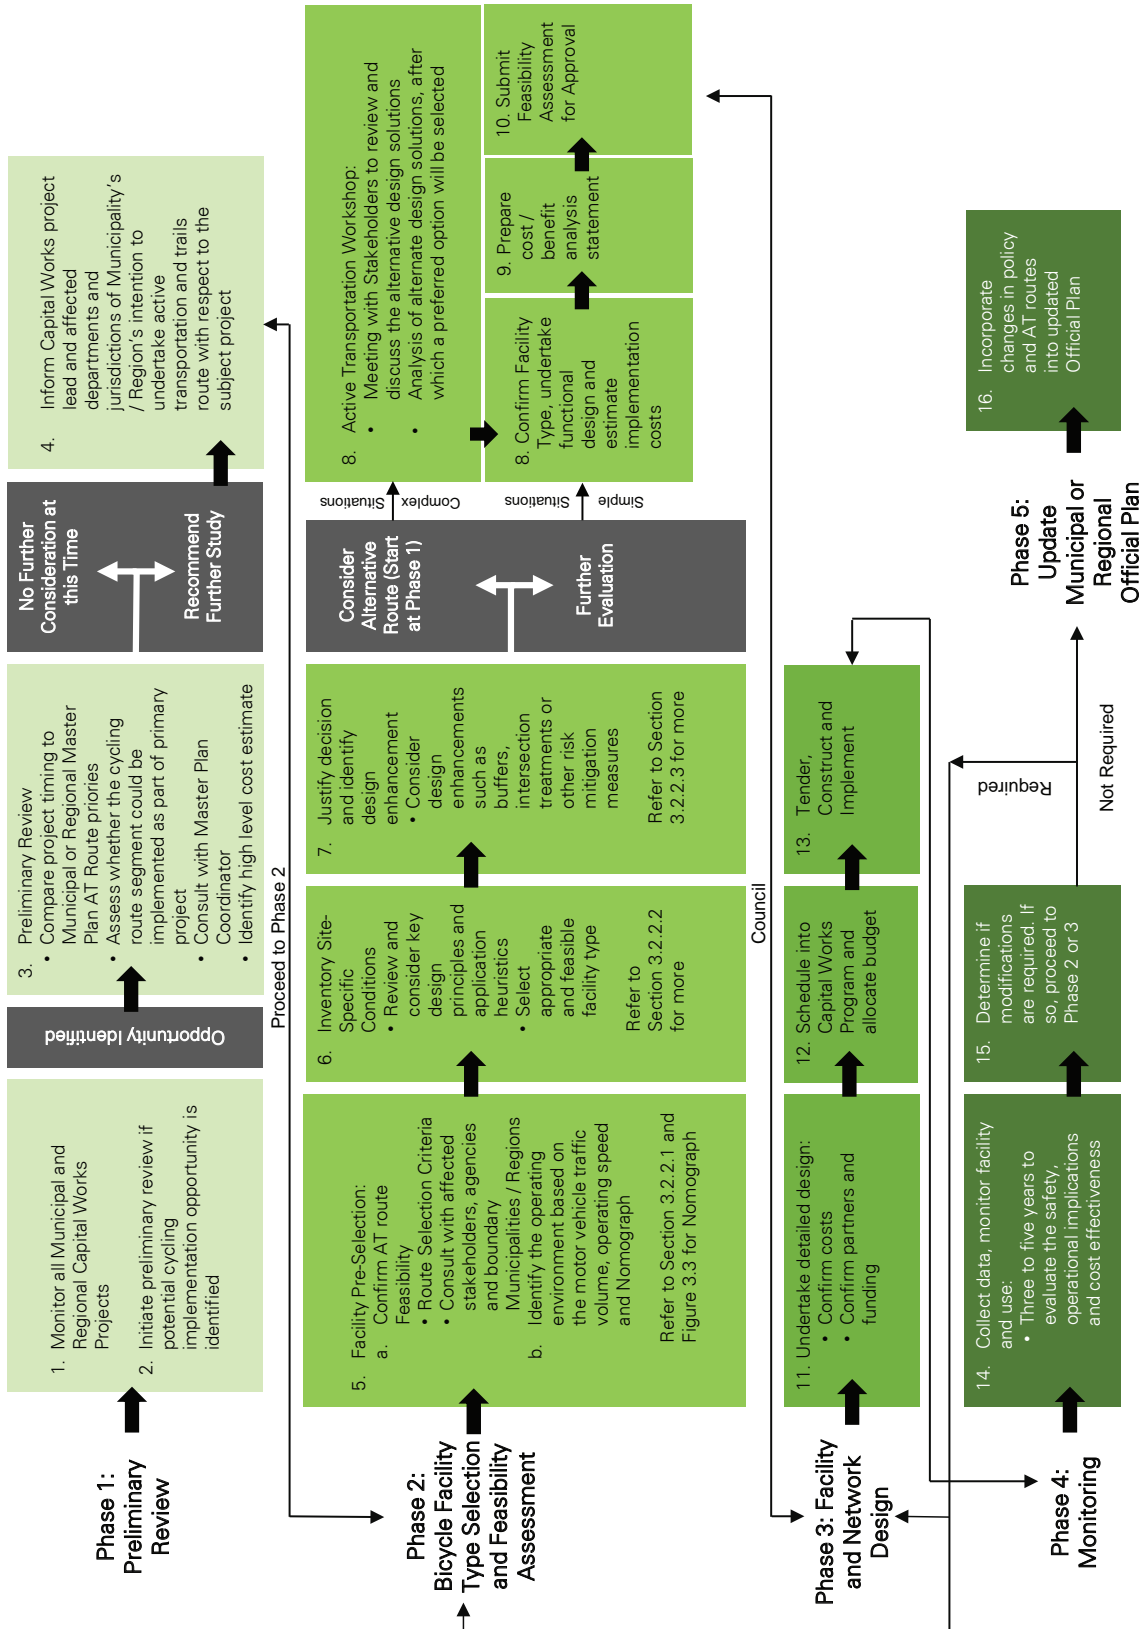 Phase 1:
Preliminary
Review
1. Monitor all Municipal and
Regional Capital Works
Projects
2. Initiate preliminary review if
potential cycling
implementation opportunity is
identified
Opportunity Identified
3. Preliminary Review
• Compare project timing to
Municipal or Regional Master
Plan AT Route priorities
• Assess whether the cycling
route segment could be
implemented as part of primary
project
• Consult with Master Plan
Coordinator
• Identify high level cost estimate
No Further
Consideration at
this Time
Recommend
Further Study
4. Inform Capital Works project
lead and affected
departments and
jurisdictions of Municipality's
/ Region's intention to
undertake active
transportation and trails
route with respect to the
subject project
Proceed to Phase 2
Phase 2:
Bicycle Facility
Type Selection
and Feasibility
Assessment
5. Facility Pre-Selection:
a. Confirm AT route
Feasibility
• Route Selection Criteria
• Consult with affected
stakeholders, agencies
and boundary
Municipalities / Regions
b. Identify the operating
environment based on
the motor vehicle traffic
volume, operating speed
and Nomograph
Refer to Section 3.2.2.1 and
Figure 3.3 for Nomograph
6. Inventory Site-
Specific
Conditions
• Review and
consider key
design
principles and
application
heuristics
• Select
appropriate
and feasible
facility type
Refer to
Section 3.2.2.2
for more
7. Justify decision
and identify
design
enhancement
• Consider
design
enhancements
such as
buffers,
intersection
treatments or
other risk
mitigation
measures
Refer to Section
3.2.2.3 for more
Consider
Alternative
Route (Start
at Phase 1)
Further
Evaluation
Complex
Situations
Simple
Situations
8. Active Transportation Workshop:
• Meeting with Stakeholders to review and
discuss the alternative design solutions
• Analysis of alternate design solutions, after
which a preferred option will be selected
8. Confirm Facility
Type, undertake
functional
design and
estimate
implementation
costs
9. Prepare
cost /
benefit
analysis
statement
10. Submit
Feasibility
Assessment
for Approval
Council
Phase 3: Facility
and Network
Design
11. Undertake detailed design:
• Confirm costs
• Confirm partners and
funding
12. Schedule into
Capital Works
Program and
allocate budget
13. Tender,
Construct and
Implement
Phase 4:
Monitoring
14. Collect data, monitor facility
and use:
• Three to five years to
evaluate the safety,
operational implications
and cost effectiveness
15. Determine if
modifications
are required. If
so, proceed to
Phase 2 or 3
Required
Not Required
Phase 5:
Update
Municipal or
Regional
Official Plan
16. Incorporate
changes in policy
and AT routes
into updated
Official Plan